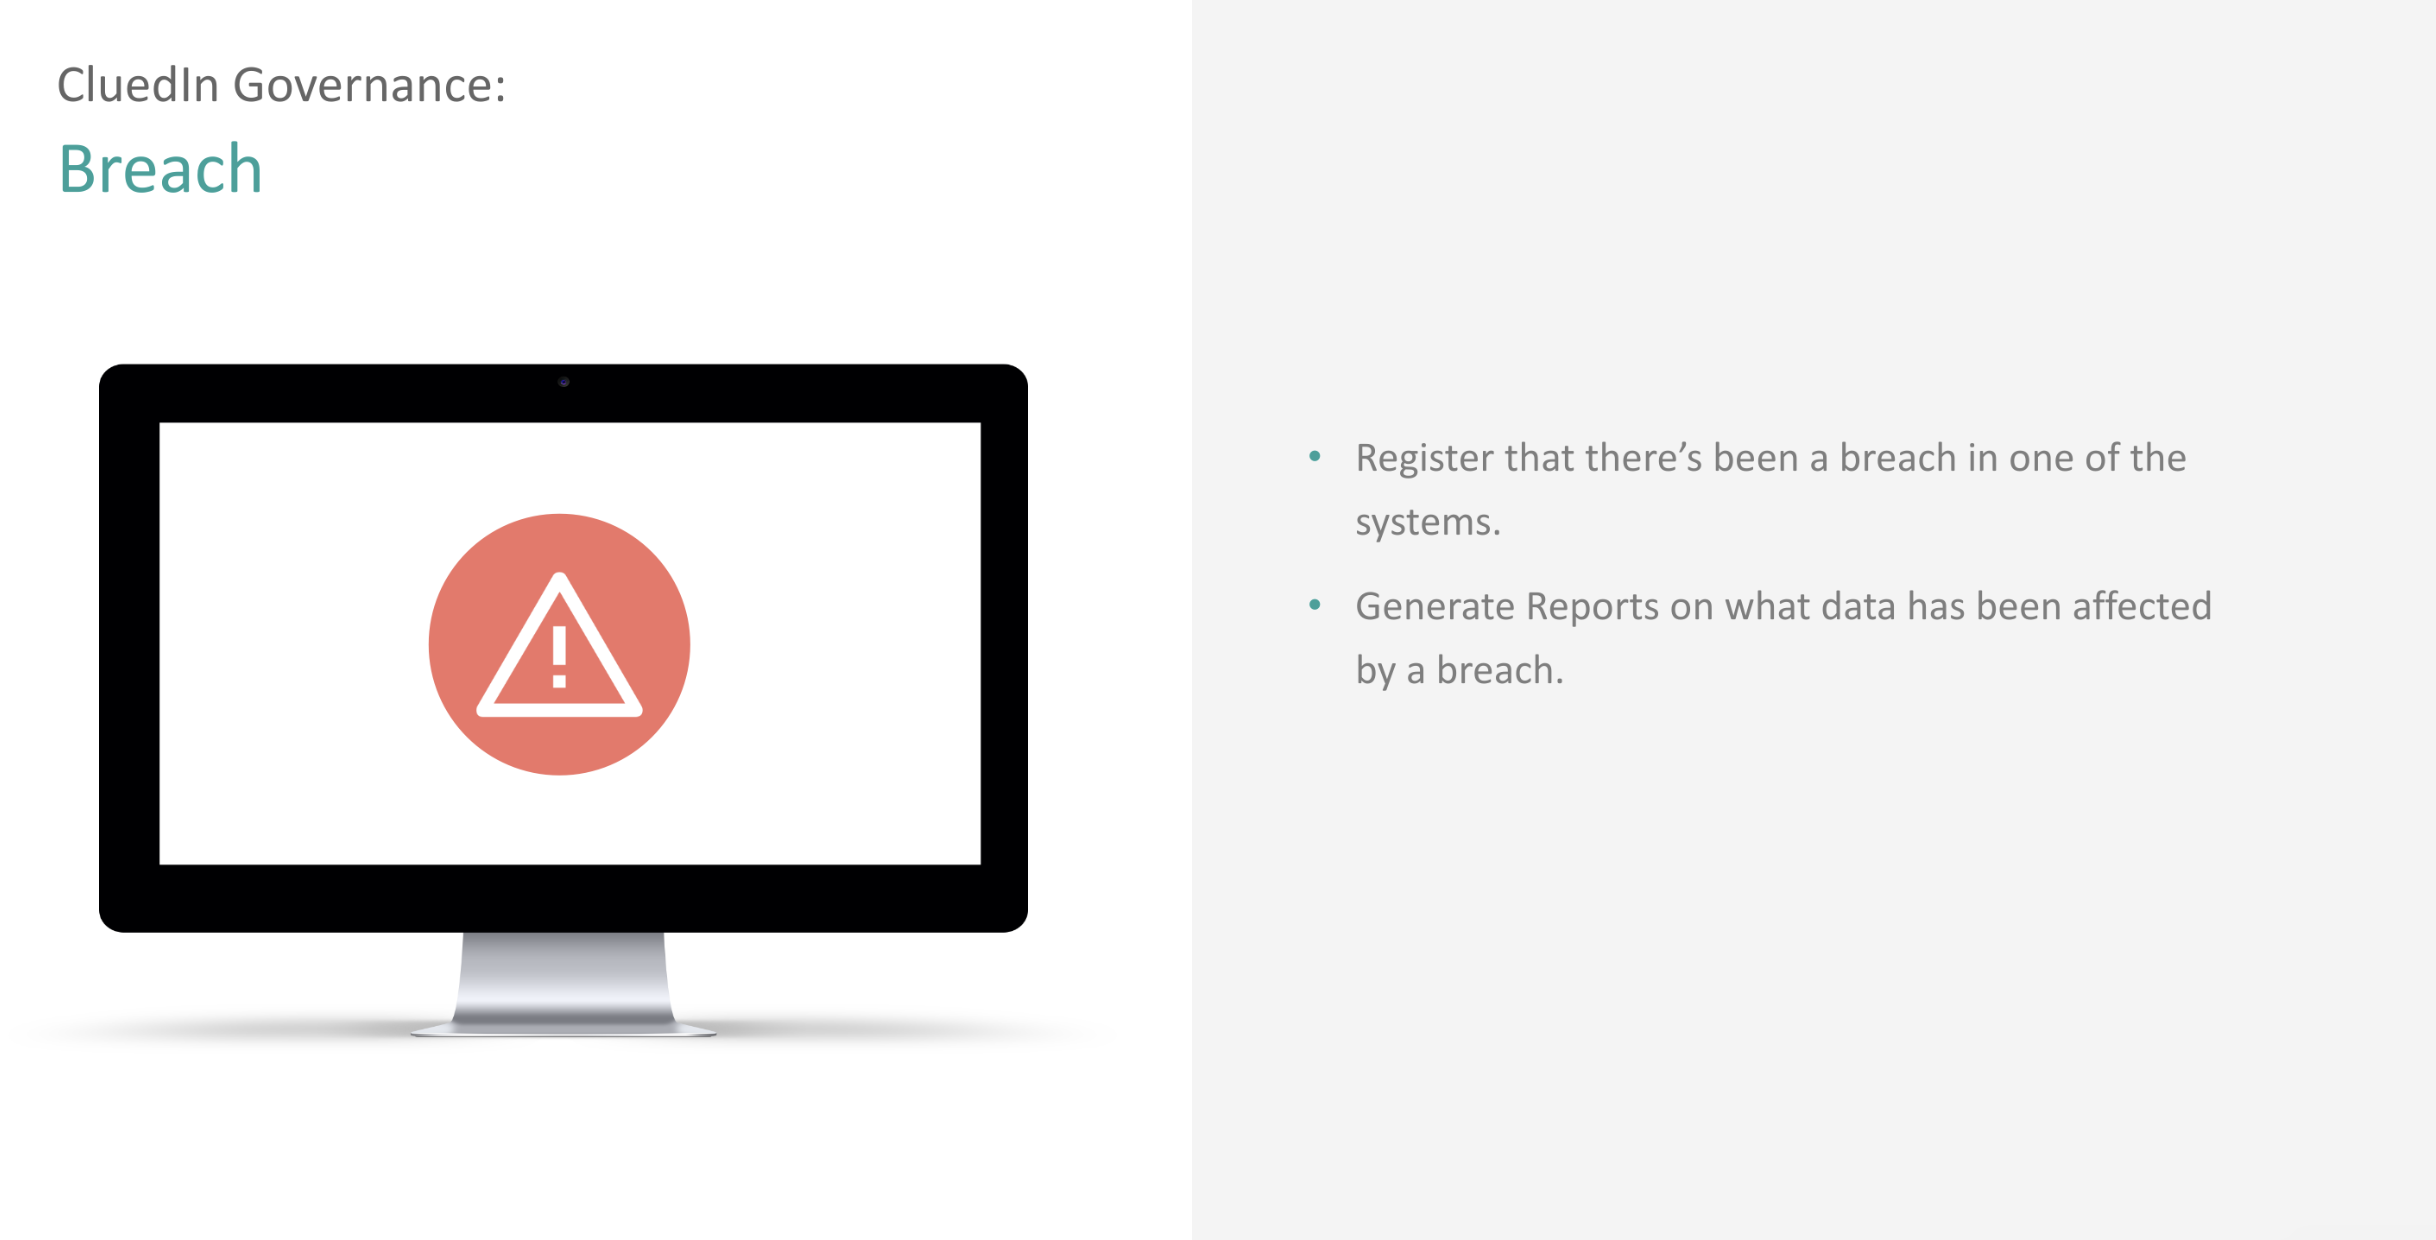 CluedIn Governance:
Breach
• Register that there’s been a breach in one of the
systems.
• Generate Reports on what data has been affected
by a breach.